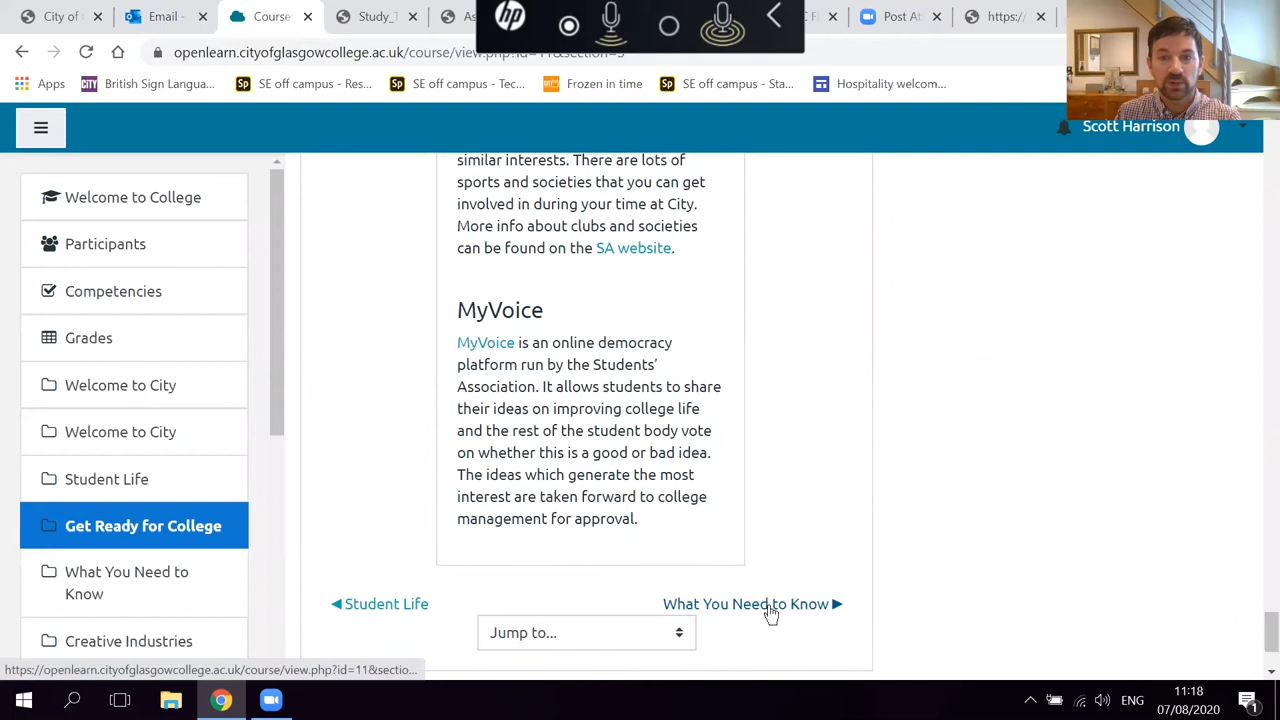 City of
Email -
Course
Study_T
Post Att
https:/
hp
openlearn.cityofglasgowcollege.ac.uk/course/view.php?id=11&section=3
Apps
CITY British Sign Langua...
Sp SE off campus - Res...
Sp SE off campus - Tec...
Frozen in time
Sp SE off campus - Sta...
Hospitality welcom...
Scott Harrison
Welcome to College
Participants
Competencies
Grades
Welcome to City
Welcome to City
Student Life
Get Ready for College
What You Need to
Know
Creative Industries
similar interests. There are lots of
sports and societies that you can get
involved in during your time at City.
More info about clubs and societies
can be found on the SA website.
MyVoice
MyVoice is an online democracy
platform run by the Students’
Association. It allows students to share
their ideas on improving college life
and the rest of the student body vote
on whether this is a good or bad idea.
The ideas which generate the most
interest are taken forward to college
management for approval.
◀ Student Life
What You Need to Know ▶
Jump to...
https://openlearn.cityofglasgowcollege.ac.uk/course/view.php?id=11&sectio...
ENG
11:18
07/08/2020
1